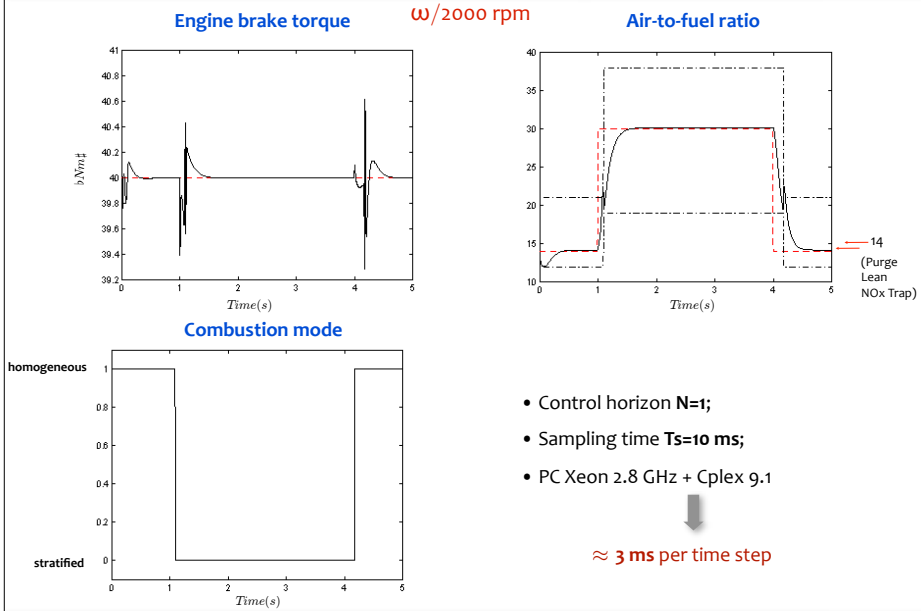 ω/2000 rpm
Engine brake torque
41
40.8
40.6
40.4
40.2
40
39.8
39.6
39.4
39.2
♭Nm♯
0 1 2 3 4 5
Time(s)
Air-to-fuel ratio
40
35
30
25
20
15
10
0 1 2 3 4 5
Time(s)
14
(Purge
Lean
NOx Trap)
Combustion mode
homogeneous
1
0.8
0.6
0.4
0.2
0
stratified
0 1 2 3 4 5
Time(s)
• Control horizon N=1;
• Sampling time Ts=10 ms;
• PC Xeon 2.8 GHz + Cplex 9.1
≈ 3 ms per time step